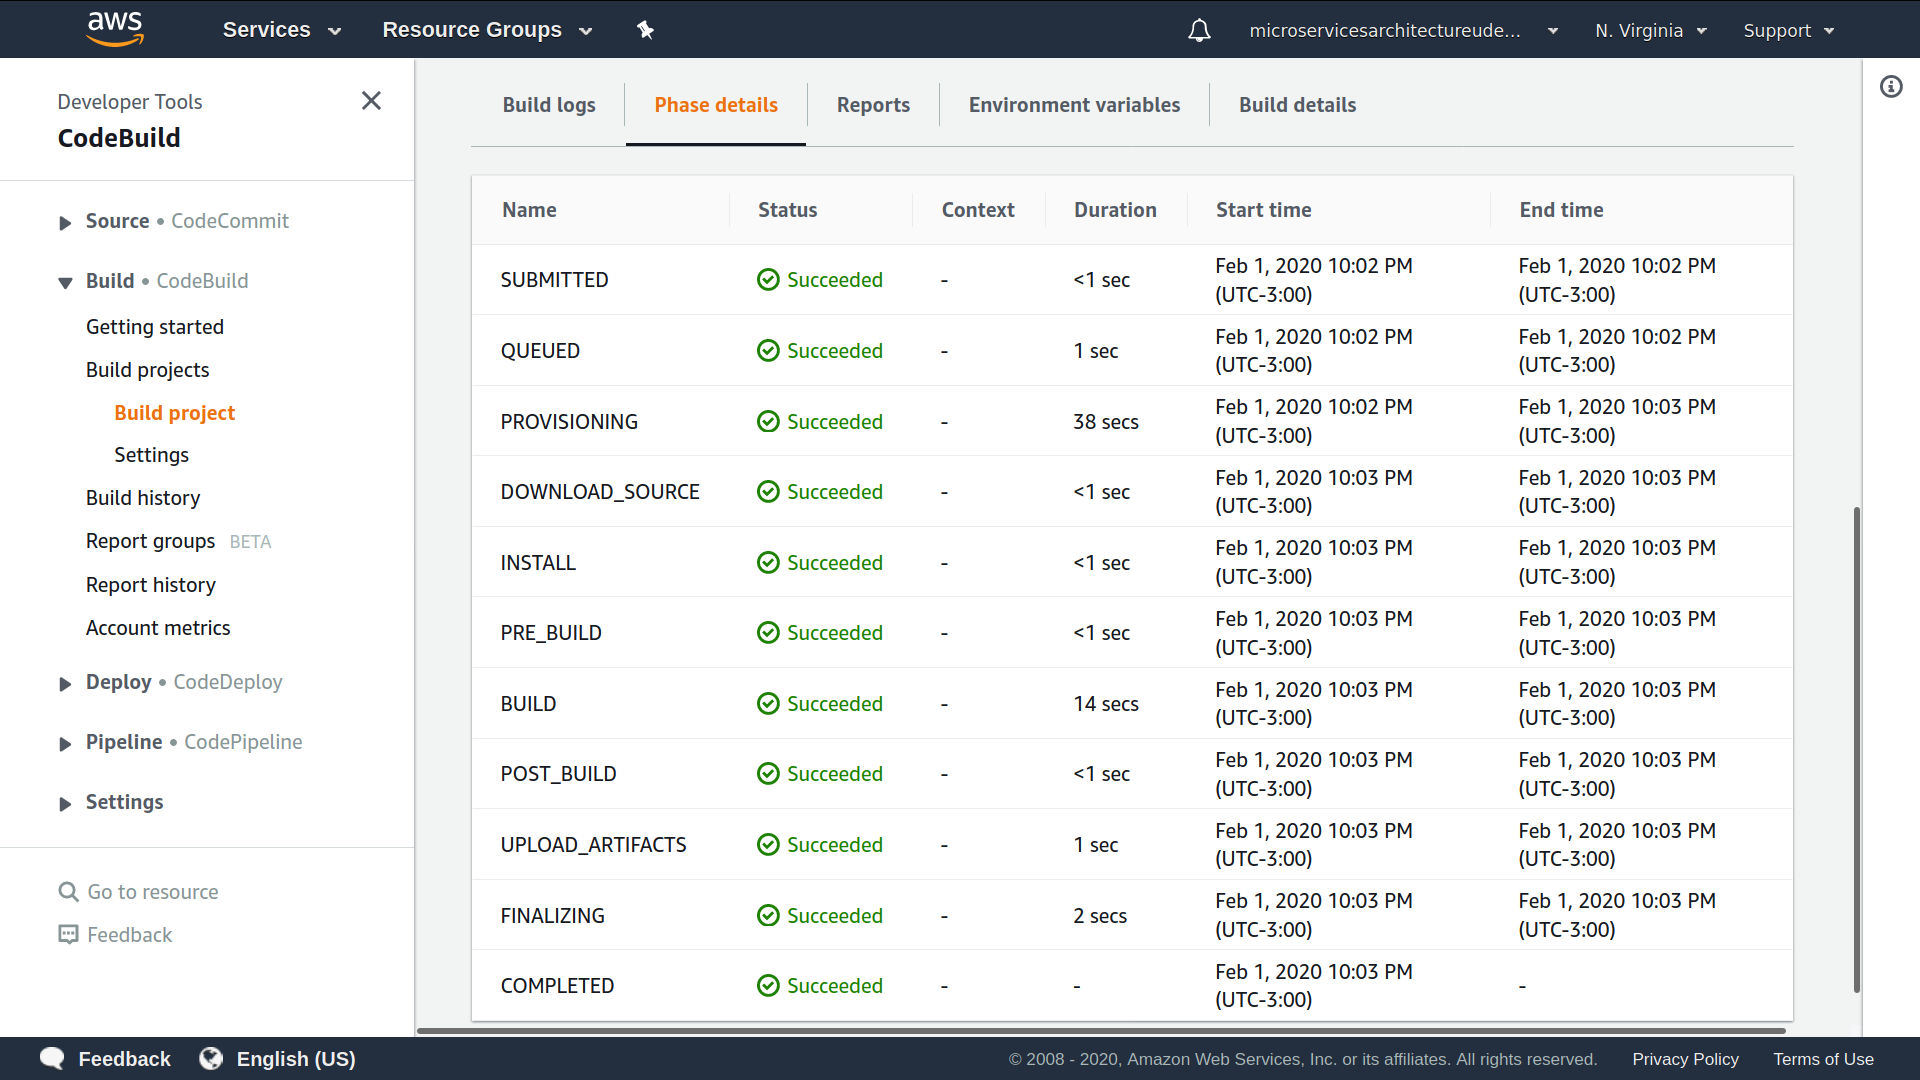 aws
Services
Resource Groups
microservicesarchitectureude...
N. Virginia
Support
Developer Tools
CodeBuild
Source • CodeCommit
Build • CodeBuild
Getting started
Build projects
Build project
Settings
Build history
Report groups BETA
Report history
Account metrics
Deploy • CodeDeploy
Pipeline • CodePipeline
Settings
Go to resource
Feedback
Build logs
Phase details
Reports
Environment variables
Build details
Name Status Context Duration Start time End time
SUBMITTED Succeeded - <1 sec Feb 1, 2020 10:02 PM Feb 1, 2020 10:02 PM
(UTC-3:00) (UTC-3:00)
QUEUED Succeeded - 1 sec Feb 1, 2020 10:02 PM Feb 1, 2020 10:02 PM
(UTC-3:00) (UTC-3:00)
PROVISIONING Succeeded - 38 secs Feb 1, 2020 10:02 PM Feb 1, 2020 10:03 PM
(UTC-3:00) (UTC-3:00)
DOWNLOAD_SOURCE Succeeded - <1 sec Feb 1, 2020 10:03 PM Feb 1, 2020 10:03 PM
(UTC-3:00) (UTC-3:00)
INSTALL Succeeded - <1 sec Feb 1, 2020 10:03 PM Feb 1, 2020 10:03 PM
(UTC-3:00) (UTC-3:00)
PRE_BUILD Succeeded - <1 sec Feb 1, 2020 10:03 PM Feb 1, 2020 10:03 PM
(UTC-3:00) (UTC-3:00)
BUILD Succeeded - 14 secs Feb 1, 2020 10:03 PM Feb 1, 2020 10:03 PM
(UTC-3:00) (UTC-3:00)
POST_BUILD Succeeded - <1 sec Feb 1, 2020 10:03 PM Feb 1, 2020 10:03 PM
(UTC-3:00) (UTC-3:00)
UPLOAD_ARTIFACTS Succeeded - 1 sec Feb 1, 2020 10:03 PM Feb 1, 2020 10:03 PM
(UTC-3:00) (UTC-3:00)
FINALIZING Succeeded - 2 secs Feb 1, 2020 10:03 PM Feb 1, 2020 10:03 PM
(UTC-3:00) (UTC-3:00)
COMPLETED Succeeded - - Feb 1, 2020 10:03 PM -
(UTC-3:00)
Feedback
English (US)
© 2008 - 2020, Amazon Web Services, Inc. or its affiliates. All rights reserved.
Privacy Policy
Terms of Use